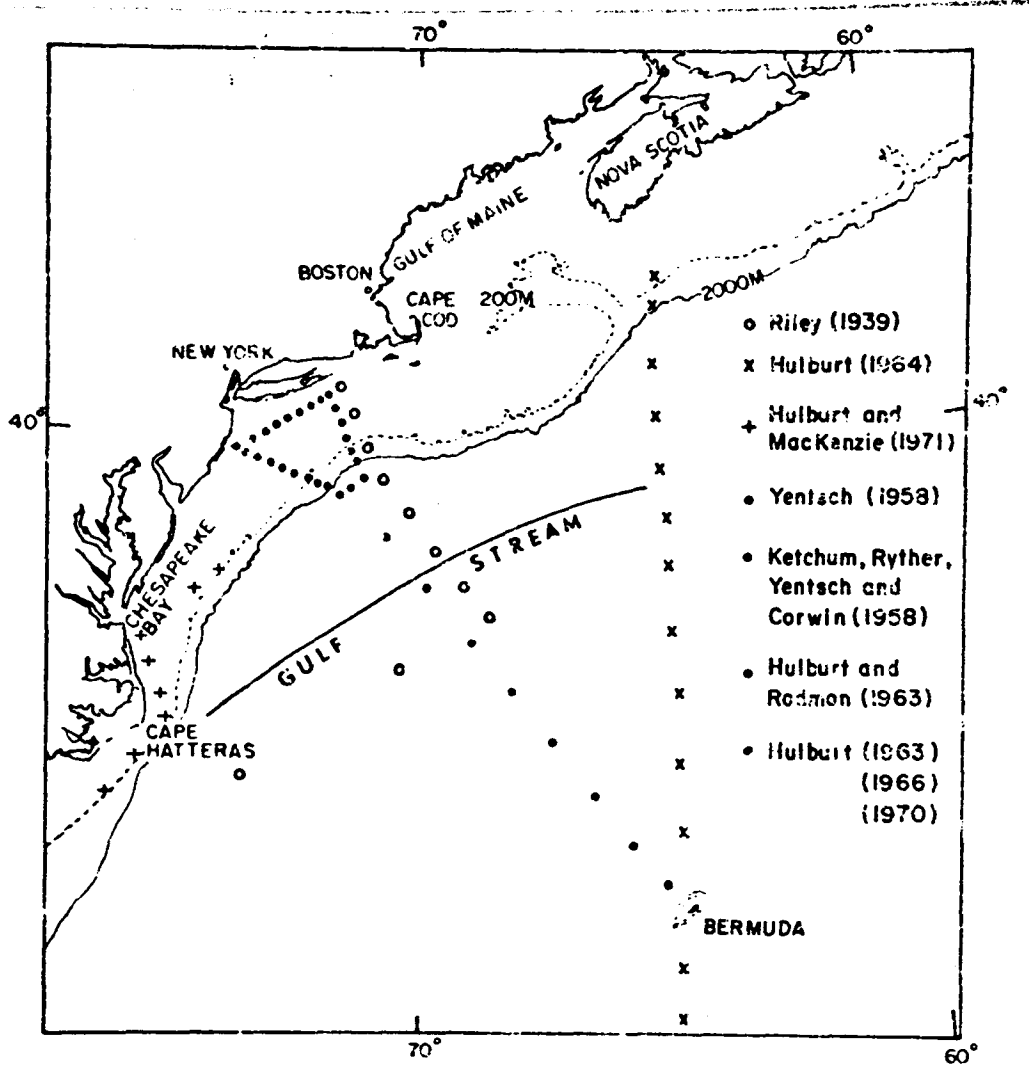 70°
60°
NOVA SCOTIA
GULF OF MAINE
BOSTON
CAPE
COD
200M
2000M
NEW YORK
40°
40°
o Riley (1939)
x Hulburt (1964)
+ Hulburt and
MacKenzie (1971)
• Yentsch (1958)
• Ketchum, Ryther,
Yentsch and
Corwin (1958)
• Hulburt and
(1963)
• Hulburt (1963)
(1966)
(1970)
CHESAPEAKE
BAY
GULF STREAM
CAPE
HATTERAS
BERMUDA
70°
60°